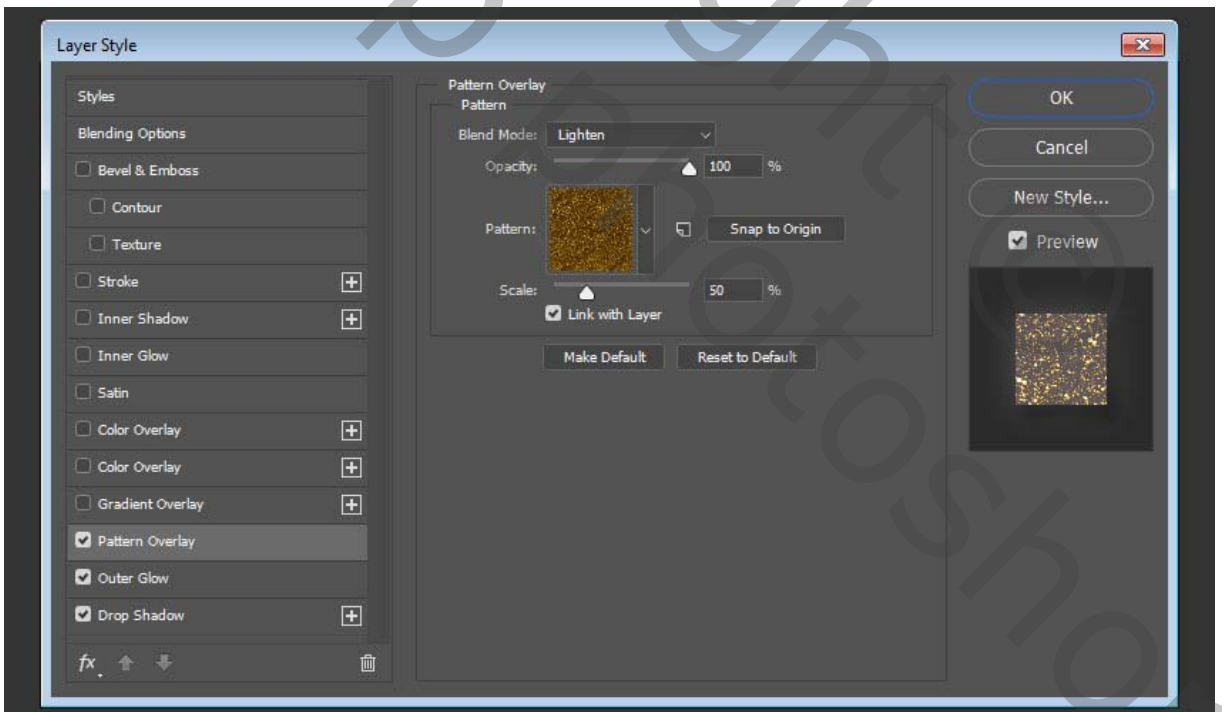 Layer Style
Styles
Blending Options
Bevel & Emboss
Contour
Texture
Stroke
Inner Shadow
Inner Glow
Satin
Color Overlay
Color Overlay
Gradient Overlay
Pattern Overlay
Outer Glow
Drop Shadow
fx
Pattern Overlay
Pattern
Blend Mode: Lighten
Opacity: 100 %
Pattern: Snap to Origin
Scale: 50 %
Link with Layer
Make Default Reset to Default
OK
Cancel
New Style...
Preview